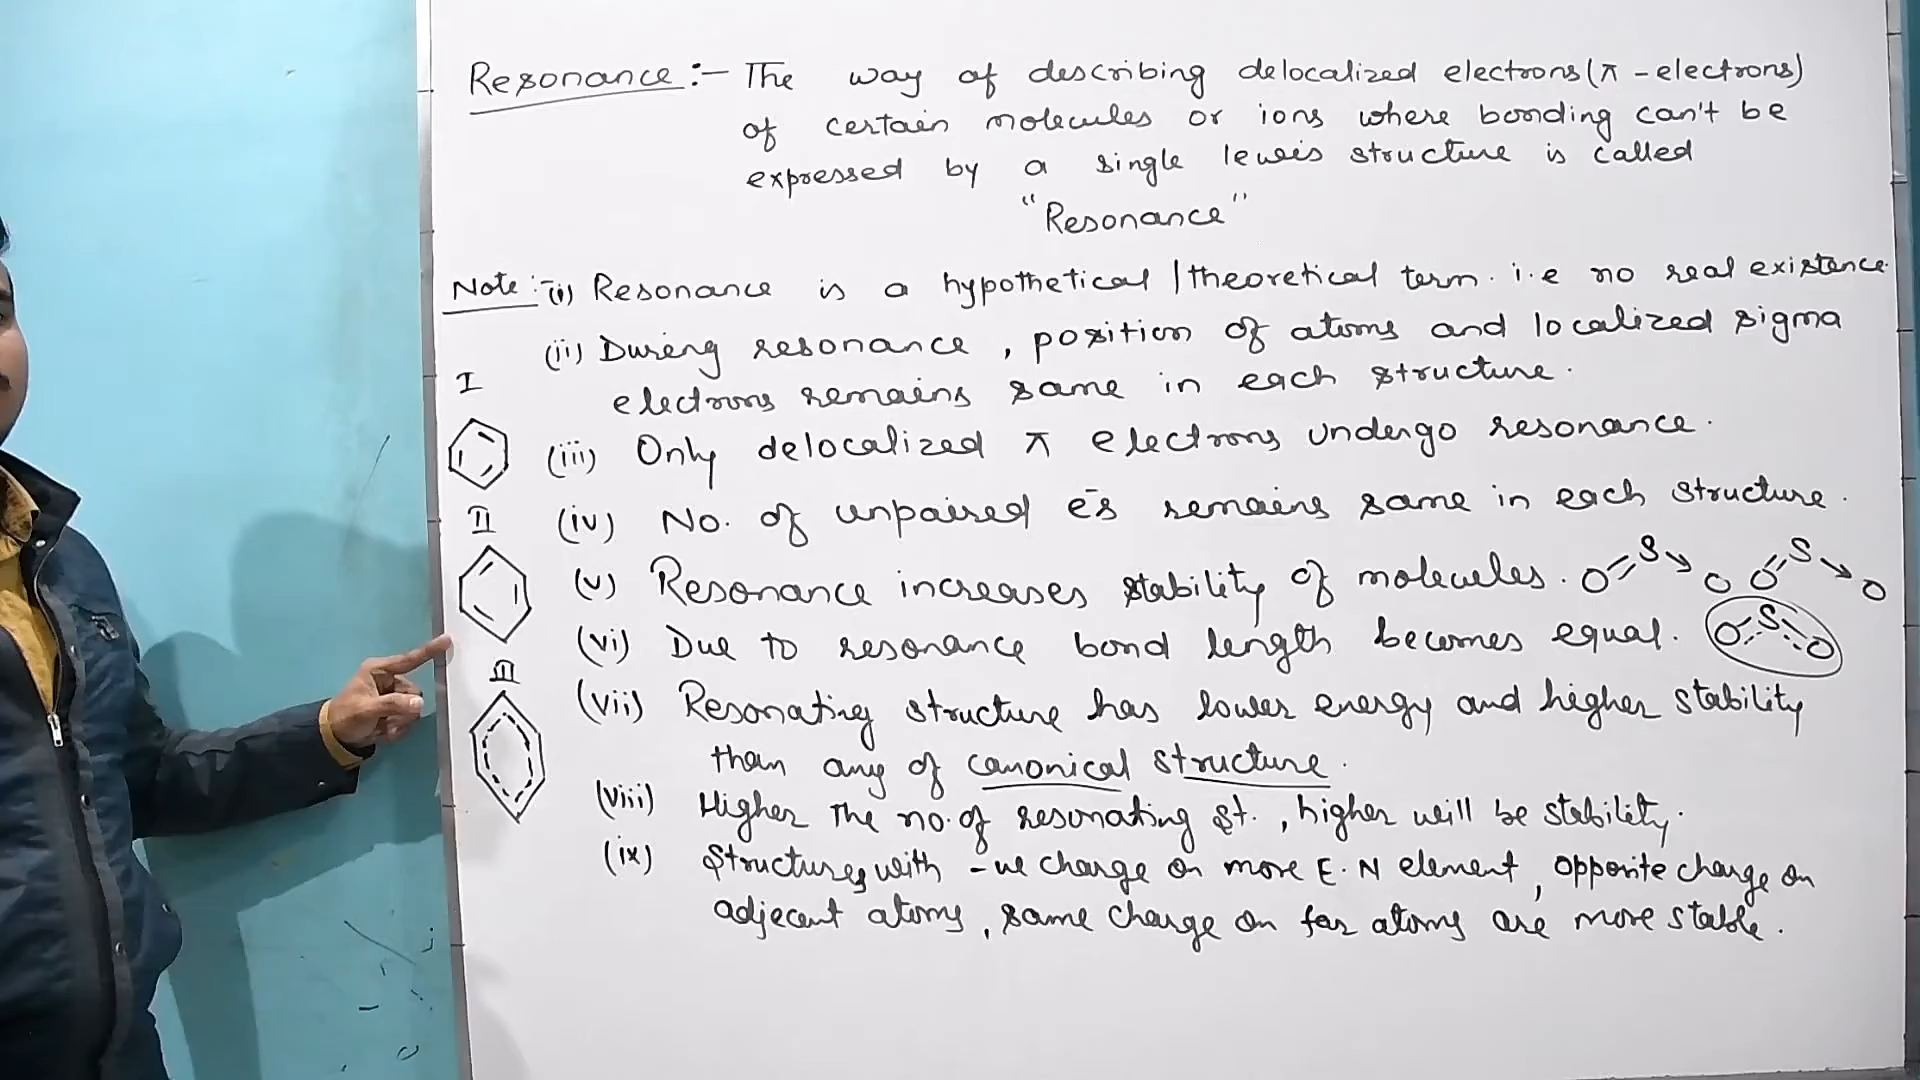 Resonance :- The way of describing delocalized electrons (π - electrons)
of certain molecules or ions where bonding can't be
expressed by a single lewis structure is called
"Resonance"
Note :- (i) Resonance is a hypothetical / theoretical term . i.e no real existence.
(ii) During resonance , position of atoms and localized sigma
electrons remains same in each structure .
I
(iii) Only delocalized π electrons undergo resonance .
II
(iv) No. of unpaired e⁻s remains same in each structure .
(v) Resonance increases stability of molecules . O=S→O O=S→O
(vi) Due to resonance bond length becomes equal . O S O
III
(vii) Resonating structure has lower energy and higher stability
than any of canonical structure .
(viii) Higher the no. of resonating st. , higher will be stability .
(ix) Structures with -ve charge on more E.N element , opposite charge on
adjecent atoms , same charge on far atoms are more stable .